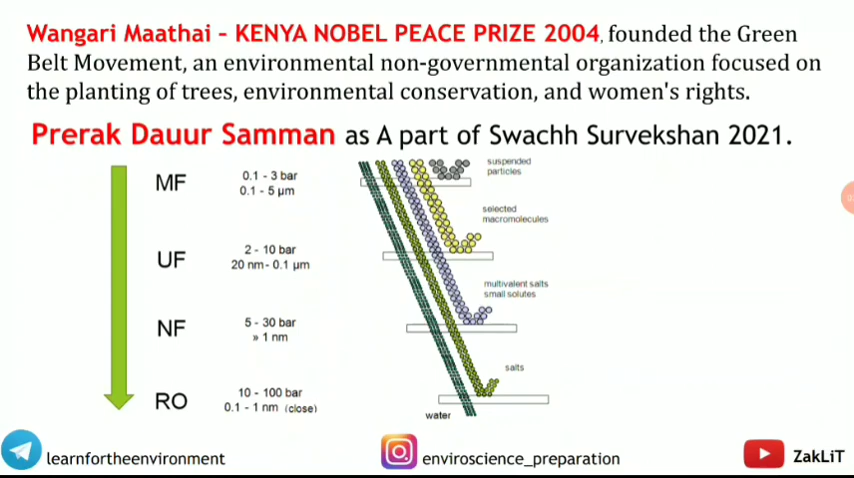 Wangari Maathai - KENYA NOBEL PEACE PRIZE 2004, founded the Green
Belt Movement, an environmental non-governmental organization focused on
the planting of trees, environmental conservation, and women's rights.
Prerak Dauur Samman as A part of Swachh Survekshan 2021.
MF
0.1 - 3 bar
0.1 - 5 µm
suspended
particles
selected
macromolecules
UF
2 - 10 bar
20 nm- 0.1 µm
multivalent salts
small solutes
NF
5 - 30 bar
» 1 nm
salts
RO
10 - 100 bar
0.1 - 1 nm (close)
water
learnfortheenvironment
enviroscience_preparation
ZakLiT